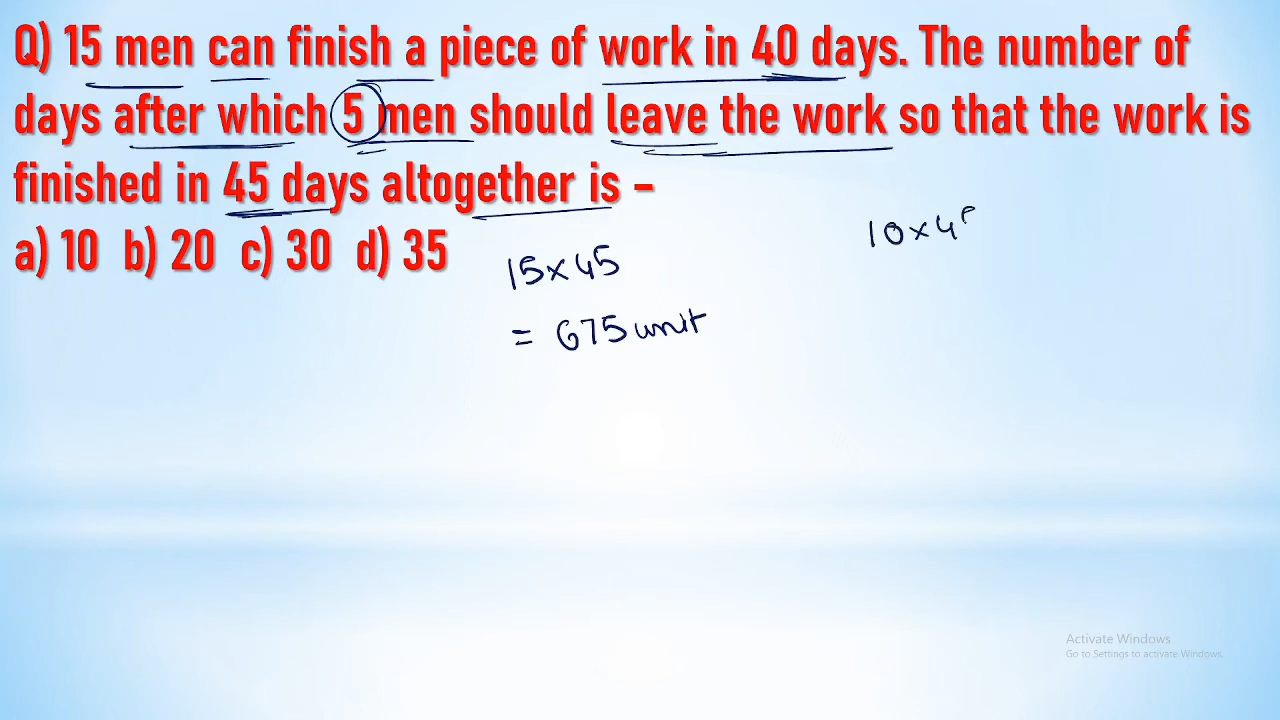 Q) 15 men can finish a piece of work in 40 days. The number of
days after which 5 men should leave the work so that the work is
finished in 45 days altogether is –
a) 10 b) 20 c) 30 d) 35
15×45
= 675 unit
10×4
Activate Windows
Go to Settings to activate Windows.